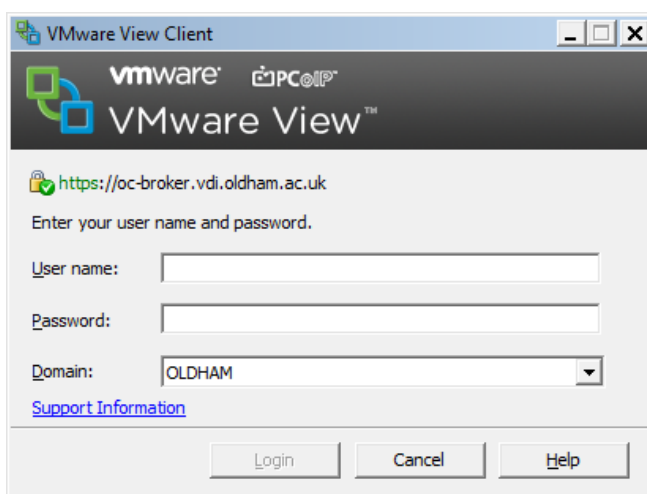 VMware View Client
vmware PCoIP
VMware View™
https://oc-broker.vdi.oldham.ac.uk
Enter your user name and password.
User name:
Password:
Domain: OLDHAM
Support Information
Login Cancel Help